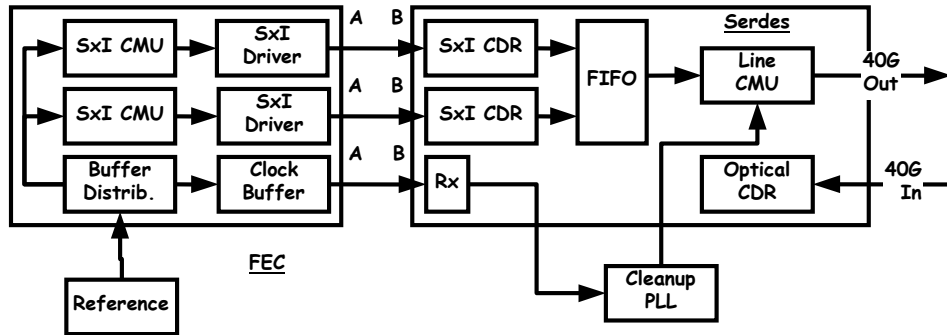 A B
Serdes
SxI CMU
SxI
Driver
SxI CDR
FIFO
Line
CMU
40G
Out
A B
SxI CMU
SxI
Driver
SxI CDR
A B
Buffer
Distrib.
Clock
Buffer
Rx
Optical
CDR
40G
In
FEC
Reference
Cleanup
PLL